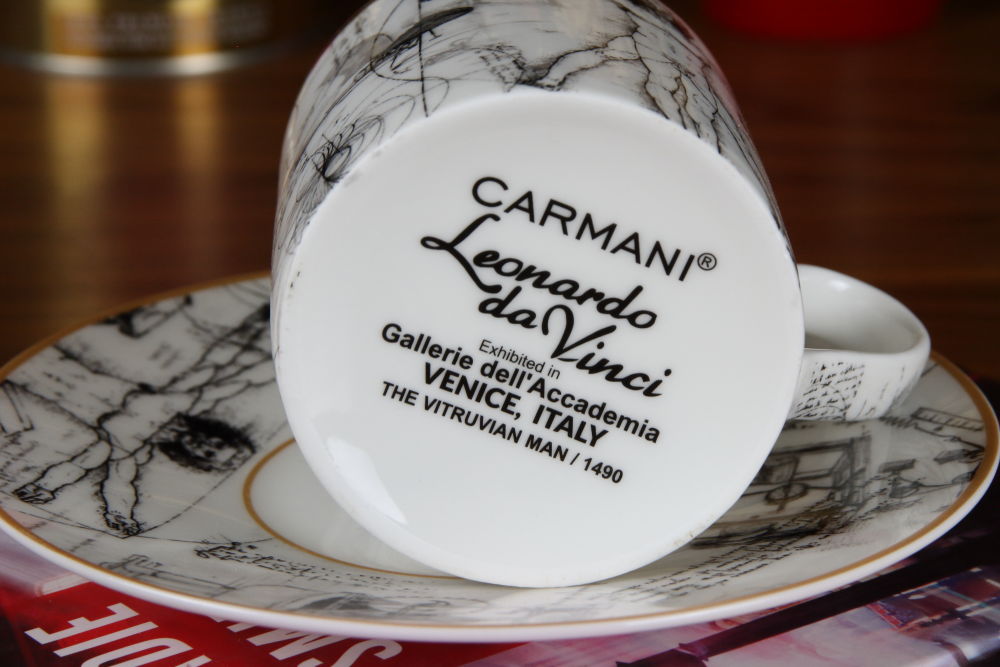 CARMANI®
Leonardo
da Vinci
Exhibited in
Gallerie dell'Accademia
VENICE, ITALY
THE VITRUVIAN MAN / 1490